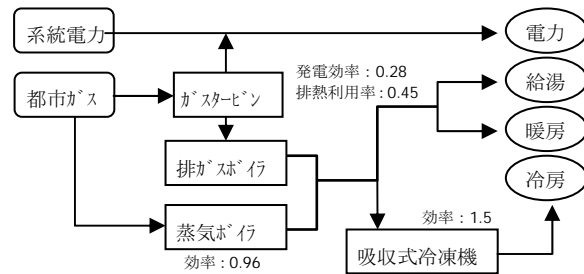 系統電力
電力
都市ｶﾞｽ
ｶﾞｽﾀｰﾋﾞﾝ
発電効率：0.28
排熱利用率：0.45
給湯
暖房
排ｶﾞｽﾎﾞｲﾗ
冷房
蒸気ﾎﾞｲﾗ
効率：0.96
効率：1.5
吸収式冷凍機